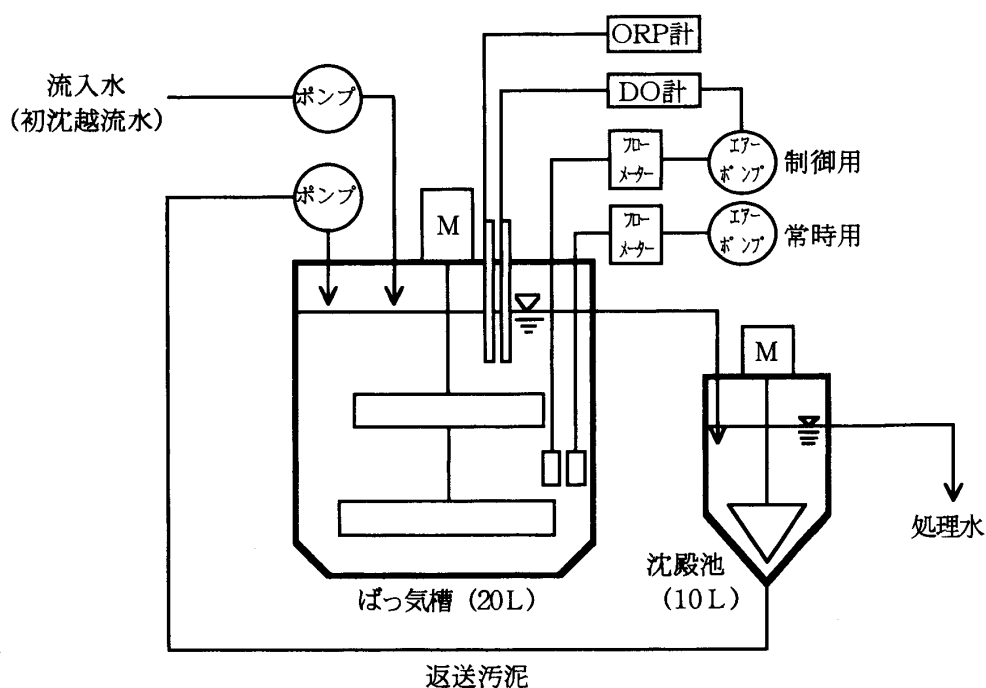 ORP計
流入水
(初沈越流水)
ポンプ
DO計
フロー
メーター
エアー
ポンプ
制御用
ポンプ
M
フロー
メーター
エアー
ポンプ
常時用
M
処理水
ばっ気槽 (20L)
沈殿池
(10L)
返送汚泥